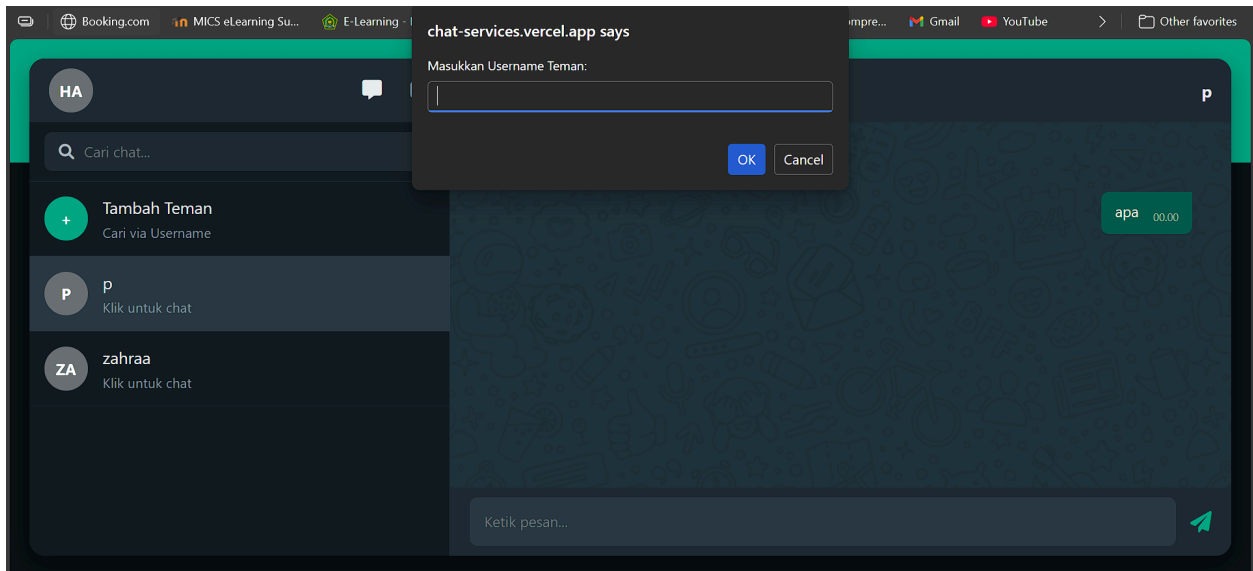 Booking.com
MICS eLearning Su...
E-Learning -
ompre...
Gmail
YouTube
Other favorites
chat-services.vercel.app says
Masukkan Username Teman:
OK
Cancel
HA
p
Cari chat...
+
Tambah Teman
Cari via Username
P
p
Klik untuk chat
ZA
zahraa
Klik untuk chat
apa 00.00
Ketik pesan...